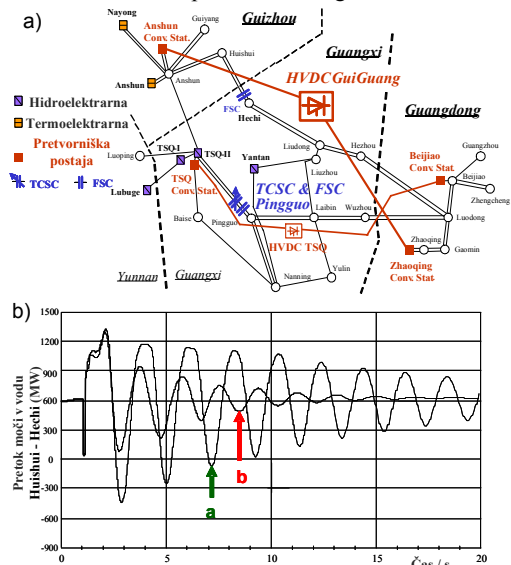 a)
Nayong
Guiyang
Guizhou
Anshun
Conv. Stat.
Huishui
Guangxi
HVDC GuiGuang
Anshun
Anshun
FSC
Hechi
Guangdong
Hidroelektrarna
Termoelektrarna
Pretvorniška
postaja
TCSC
FSC
Luoping
TSQ-I
TSQ-II
Lubuge
TSQ
Conv. Stat.
Yantan
Liudong
Hezhou
Liuzhou
Guangzhou
Beijiao
Conv Stat.
Beijiao
Zhengcheng
TCSC & FSC
Pingguo
Baise
Pingguo
Laibin
Wuzhou
Luodong
HVDC TSQ
Zhaoqing
Gaomin
Yunnan
Guangxi
Nanning
Yulin
Zhaoqing
Conv. Stat.
b)
Pretok moči v vodu
Huishui - Hechi (MW)
1500
1200
900
600
300
0
-300
-600
-900
a
b
0
5
10
15
20
Čas / s